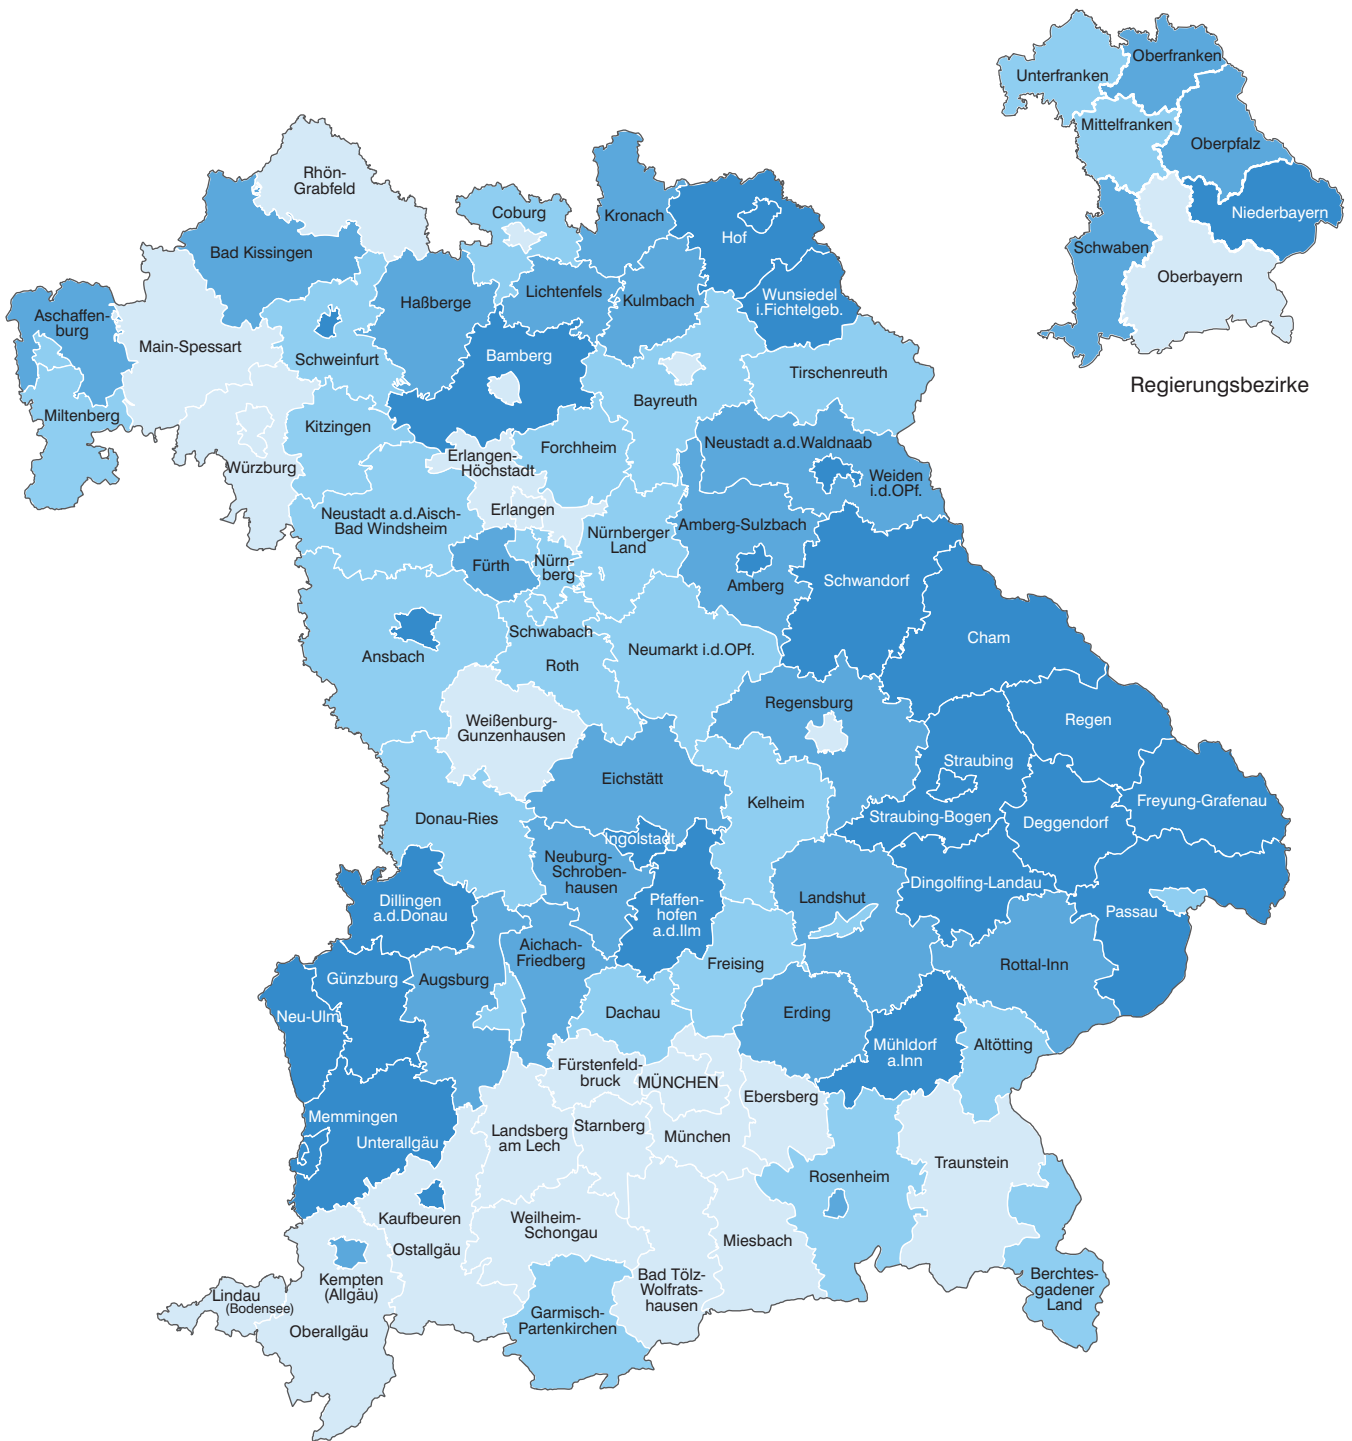 Oberfranken
Unterfranken
Mittelfranken
Oberpfalz
Niederbayern
Schwaben
Oberbayern
Regierungsbezirke
Rhön-
Grabfeld
Coburg
Kronach
Hof
Bad Kissingen
Lichtenfels
Kulmbach
Haßberge
Wunsiedel
i.Fichtelgeb.
Aschaffen-
burg
Main-Spessart
Schweinfurt
Bamberg
Tirschenreuth
Bayreuth
Miltenberg
Kitzingen
Neustadt a.d.Waldnaab
Forchheim
Erlangen-
Höchstadt
Würzburg
Weiden
i.d.OPf.
Erlangen
Neustadt a.d.Aisch-
Bad Windsheim
Amberg-Sulzbach
Nürnberger
Land
Fürth
Nürn-
berg
Amberg
Schwandorf
Schwabach
Cham
Ansbach
Roth
Neumarkt i.d.OPf.
Regensburg
Weißenburg-
Gunzenhausen
Regen
Straubing
Eichstätt
Kelheim
Freyung-Grafenau
Donau-Ries
Straubing-Bogen
Deggendorf
Ingolstadt
Neuburg-
Schroben-
hausen
Dingolfing-Landau
Dillingen
a.d.Donau
Pfaffen-
hofen
a.d.Ilm
Landshut
Passau
Aichach-
Friedberg
Günzburg
Augsburg
Freising
Rottal-Inn
Neu-Ulm
Dachau
Erding
Mühldorf
a.Inn
Altötting
Fürstenfeld-
bruck
MÜNCHEN
Ebersberg
Memmingen
Unterallgäu
Landsberg
am Lech
Starnberg
München
Traunstein
Rosenheim
Kaufbeuren
Weilheim-
Schongau
Ostallgäu
Miesbach
Kempten
(Allgäu)
Bad Tölz-
Wolfrats-
hausen
Berchtes-
gadener
Land
Lindau
(Bodensee)
Oberallgäu
Garmisch-
Partenkirchen